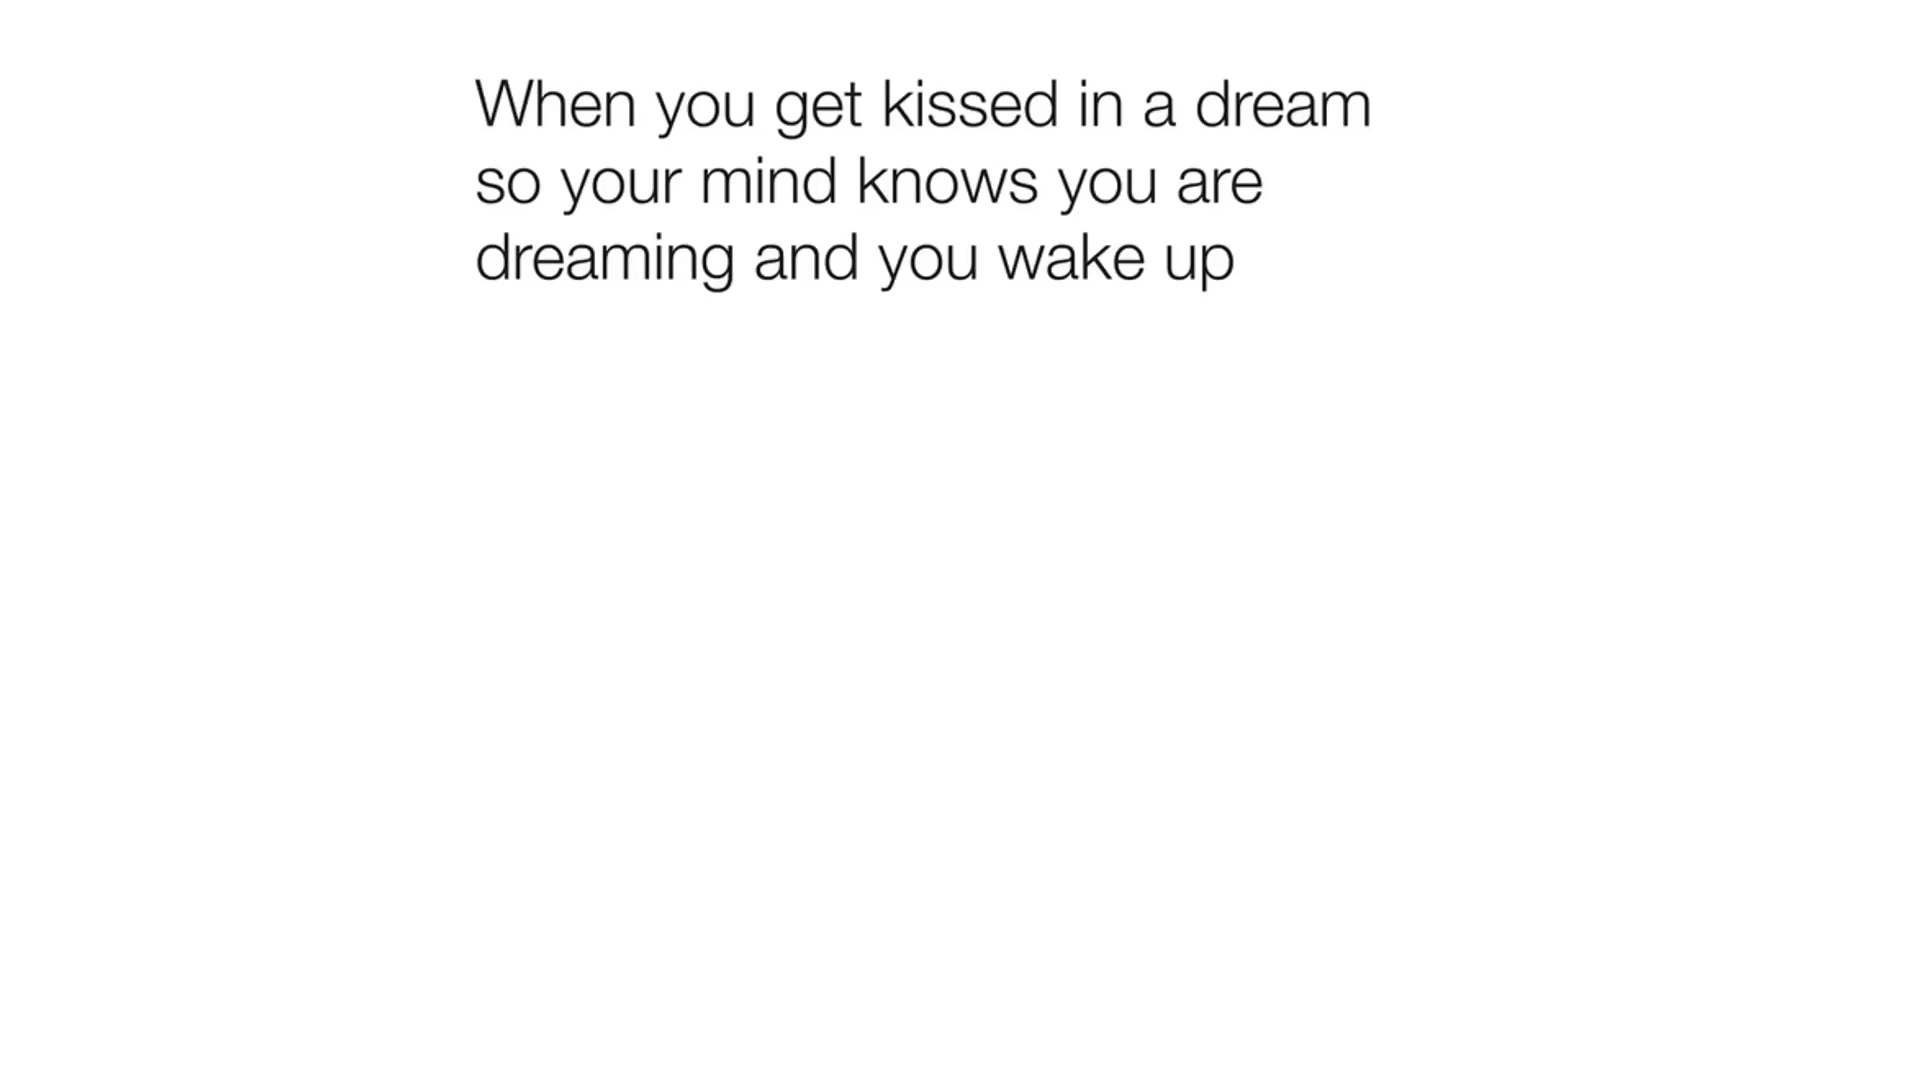 When you get kissed in a dream
so your mind knows you are
dreaming and you wake up